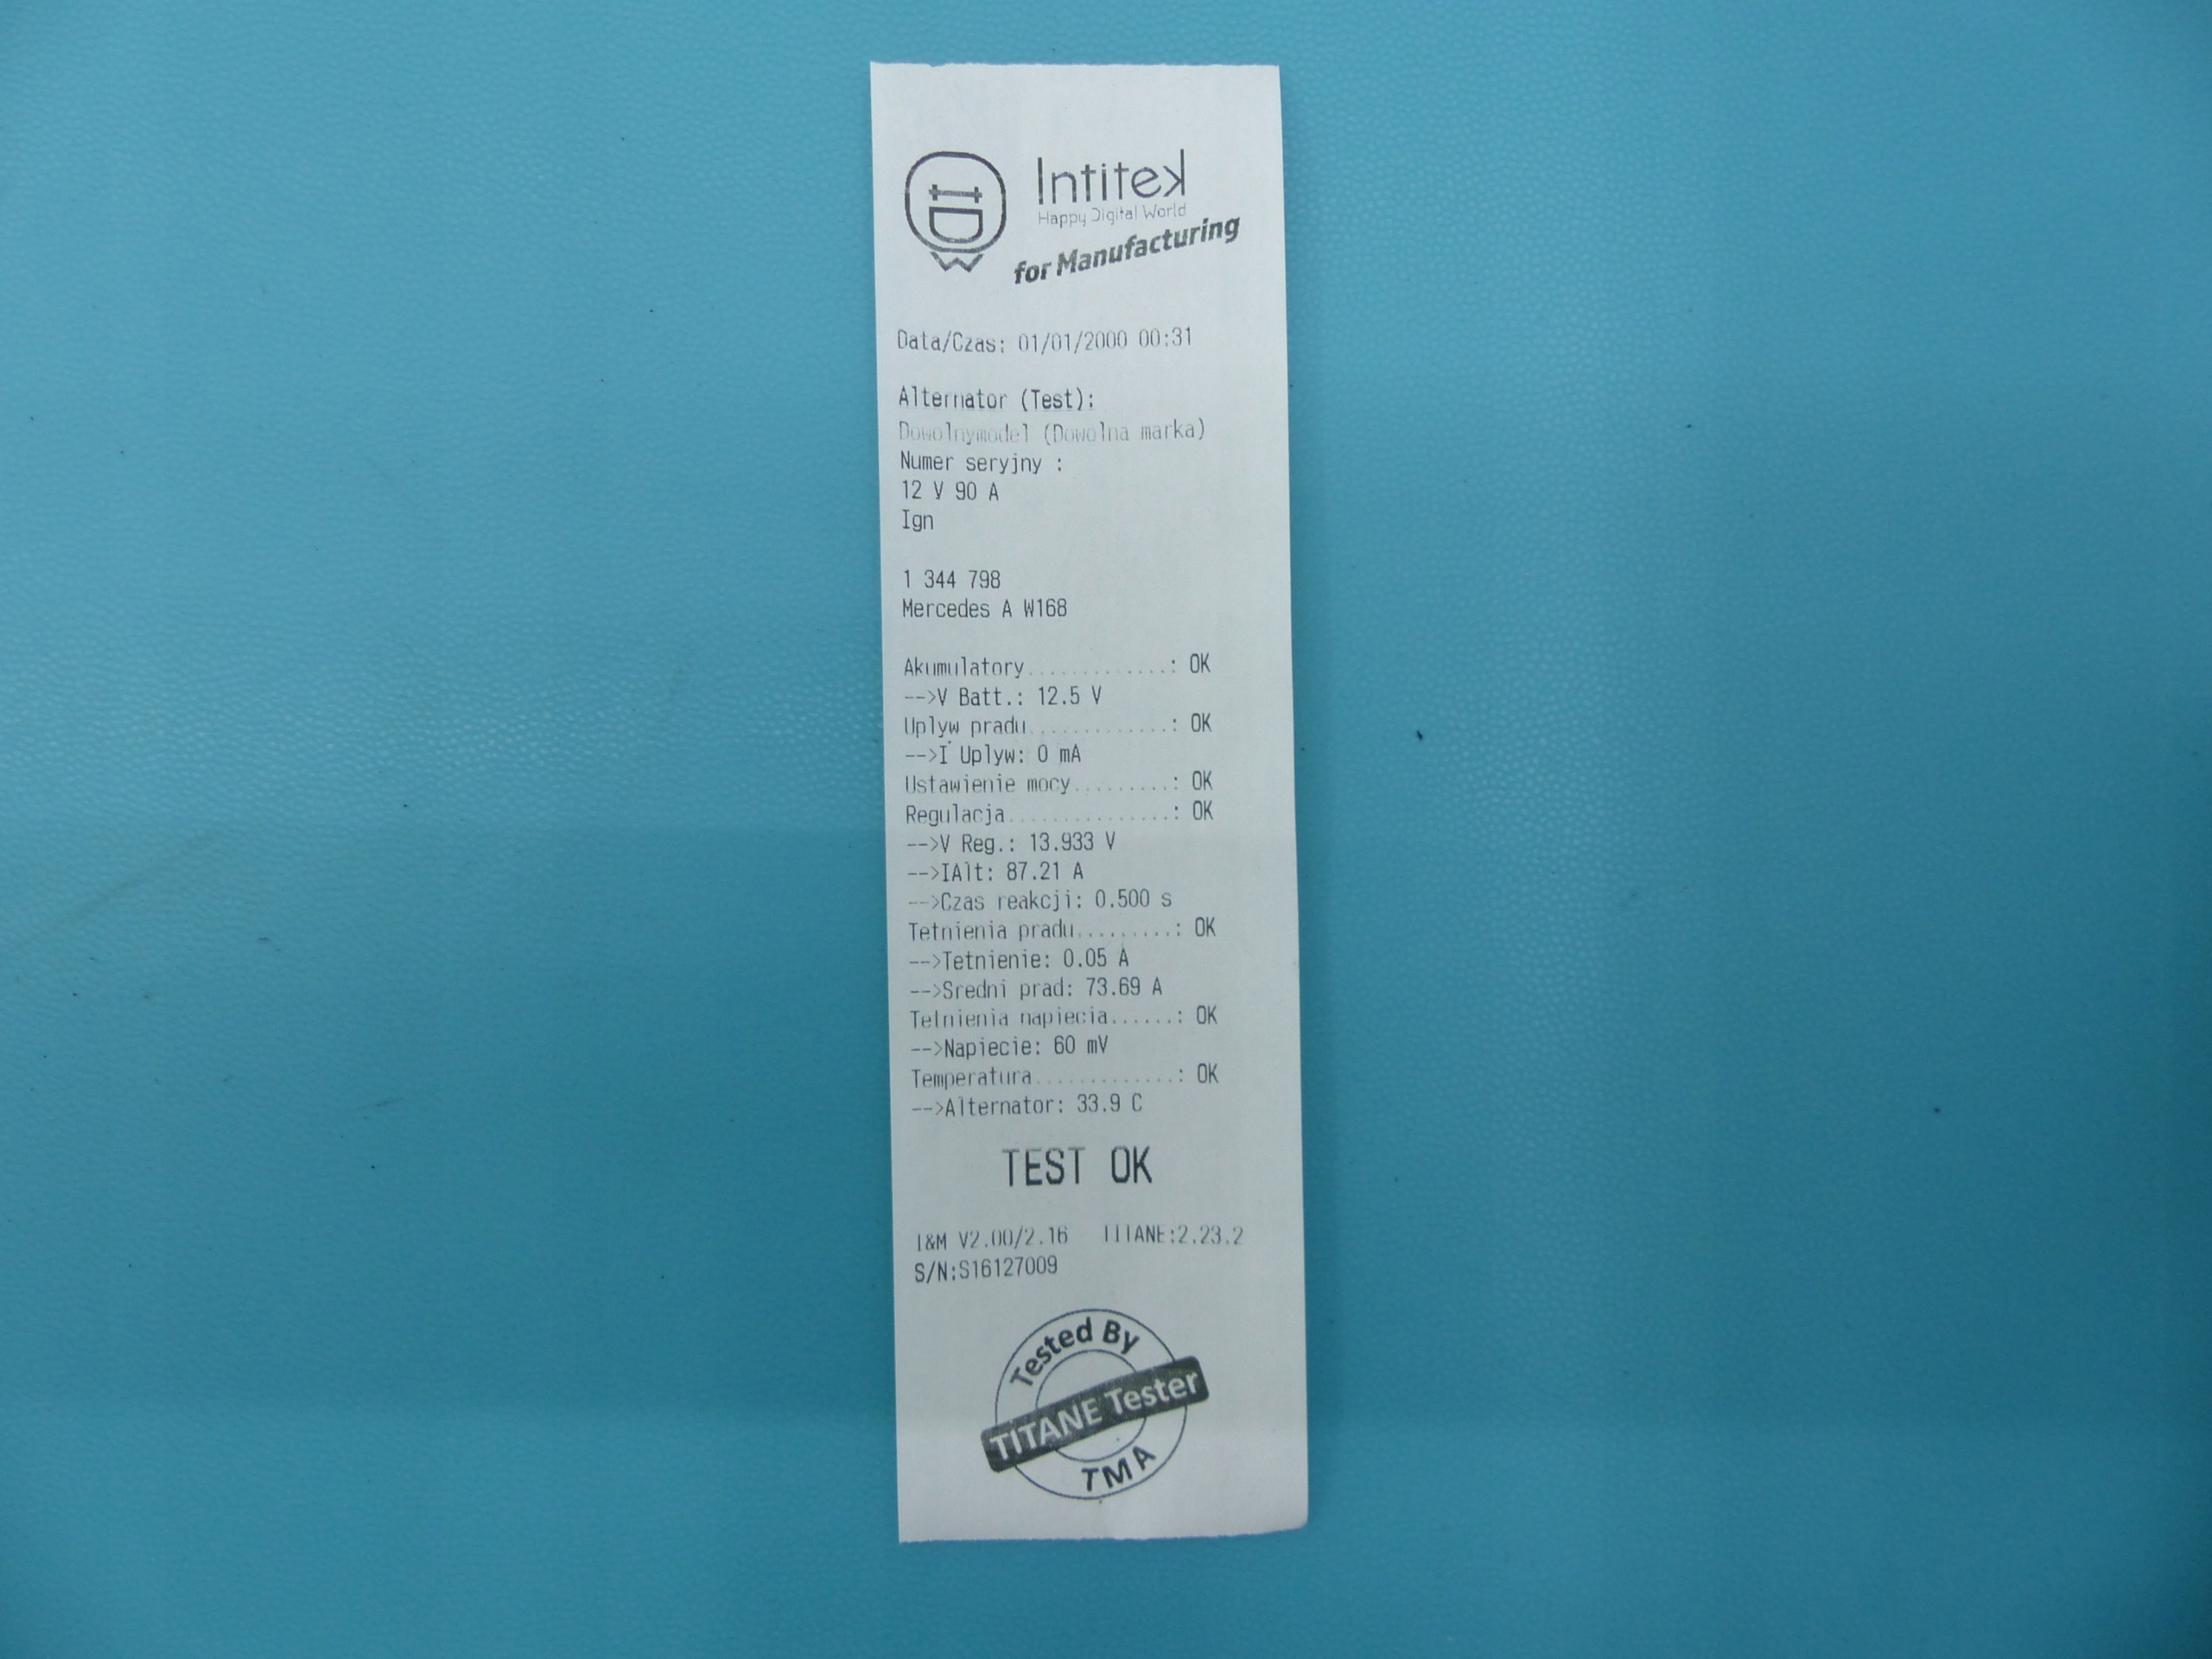 Intitek
Happy Digital World
for Manufacturing
Data/Czas: 01/01/2000 00:31
Alternator (Test):
Dowolnymodel (Dowolna marka)
Numer seryjny :
12 V 90 A
Ign
1 344 798
Mercedes A W168
Akumulatory.............: OK
-->V Batt.: 12.5 V
Uplyw pradu.............: OK
-->I Uplyw: 0 mA
Ustawienie mocy.........: OK
Regulacja...............: OK
-->V Reg.: 13.933 V
-->IAlt: 87.21 A
-->Czas reakcji: 0.500 s
Tetnienia pradu.........: OK
-->Tetnienie: 0.05 A
-->Sredni prad: 73.69 A
Tetnienia napiecia......: OK
-->Napiecie: 60 mV
Temperatura.............: OK
-->Alternator: 33.9 C
TEST OK
I&M V2.00/2.16 TITANE:2.23.2
S/N:S16127009
Tested By
TITANE Tester
TMA